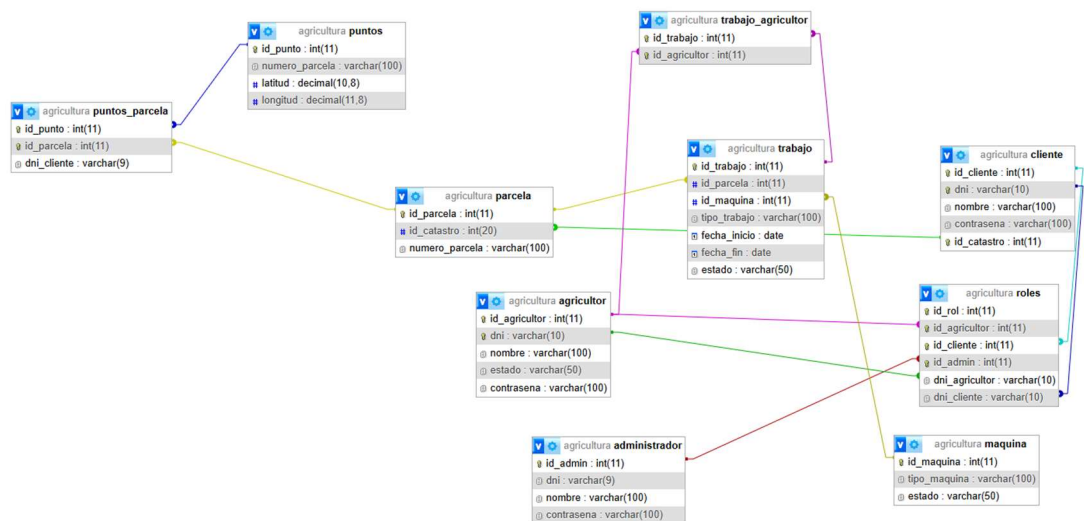 agricultura puntos
id_punto : int(11)
numero_parcela : varchar(100)
latitud : decimal(10,8)
longitud : decimal(11,8)
agricultura trabajo_agricultor
id_trabajo : int(11)
id_agricultor : int(11)
agricultura puntos_parcela
id_punto : int(11)
id_parcela : int(11)
dni_cliente : varchar(9)
agricultura trabajo
id_trabajo : int(11)
id_parcela : int(11)
id_maquina : int(11)
tipo_trabajo : varchar(100)
fecha_inicio : date
fecha_fin : date
estado : varchar(50)
agricultura cliente
id_cliente : int(11)
dni : varchar(10)
nombre : varchar(100)
contrasena : varchar(100)
id_catastro : int(11)
agricultura parcela
id_parcela : int(11)
id_catastro : int(20)
numero_parcela : varchar(100)
agricultura agricultor
id_agricultor : int(11)
dni : varchar(10)
nombre : varchar(100)
estado : varchar(50)
contrasena : varchar(100)
agricultura roles
id_rol : int(11)
id_agricultor : int(11)
id_cliente : int(11)
id_admin : int(11)
dni_agricultor : varchar(10)
dni_cliente : varchar(10)
agricultura administrador
id_admin : int(11)
dni : varchar(9)
nombre : varchar(100)
contrasena : varchar(100)
agricultura maquina
id_maquina : int(11)
tipo_maquina : varchar(100)
estado : varchar(50)